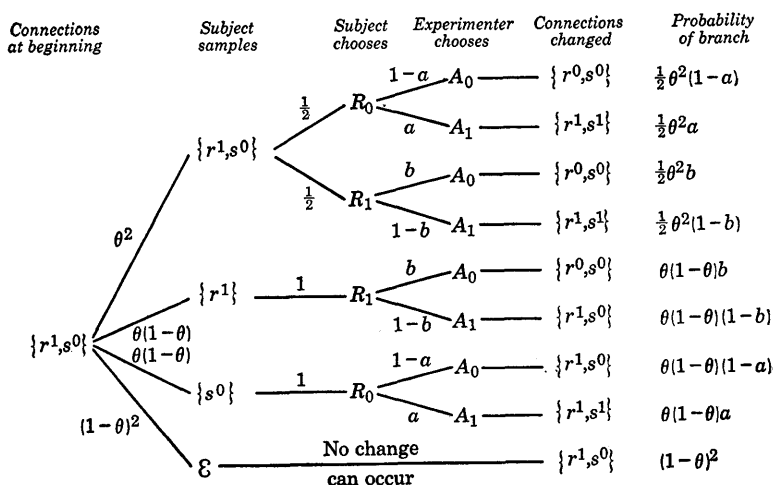 Connections at beginning Subject samples Subject chooses Experimenter chooses Connections changed Probability of branch
1−a A₀ {r⁰,s⁰} ½θ²(1−a)
½ R₀
a A₁ {r¹,s¹} ½θ²a
{r¹,s⁰}
b A₀ {r⁰,s⁰} ½θ²b
½ R₁
1−b A₁ {r¹,s¹} ½θ²(1−b)
θ²
b A₀ {r⁰,s⁰} θ(1−θ)b
{r¹} 1 R₁
1−b A₁ {r¹,s⁰} θ(1−θ)(1−b)
θ(1−θ)
{r¹,s⁰}
θ(1−θ)
1−a A₀ {r¹,s⁰} θ(1−θ)(1−a)
{s⁰} 1 R₀
a A₁ {r¹,s¹} θ(1−θ)a
(1−θ)²
No change
ℰ {r¹,s⁰} (1−θ)²
can occur